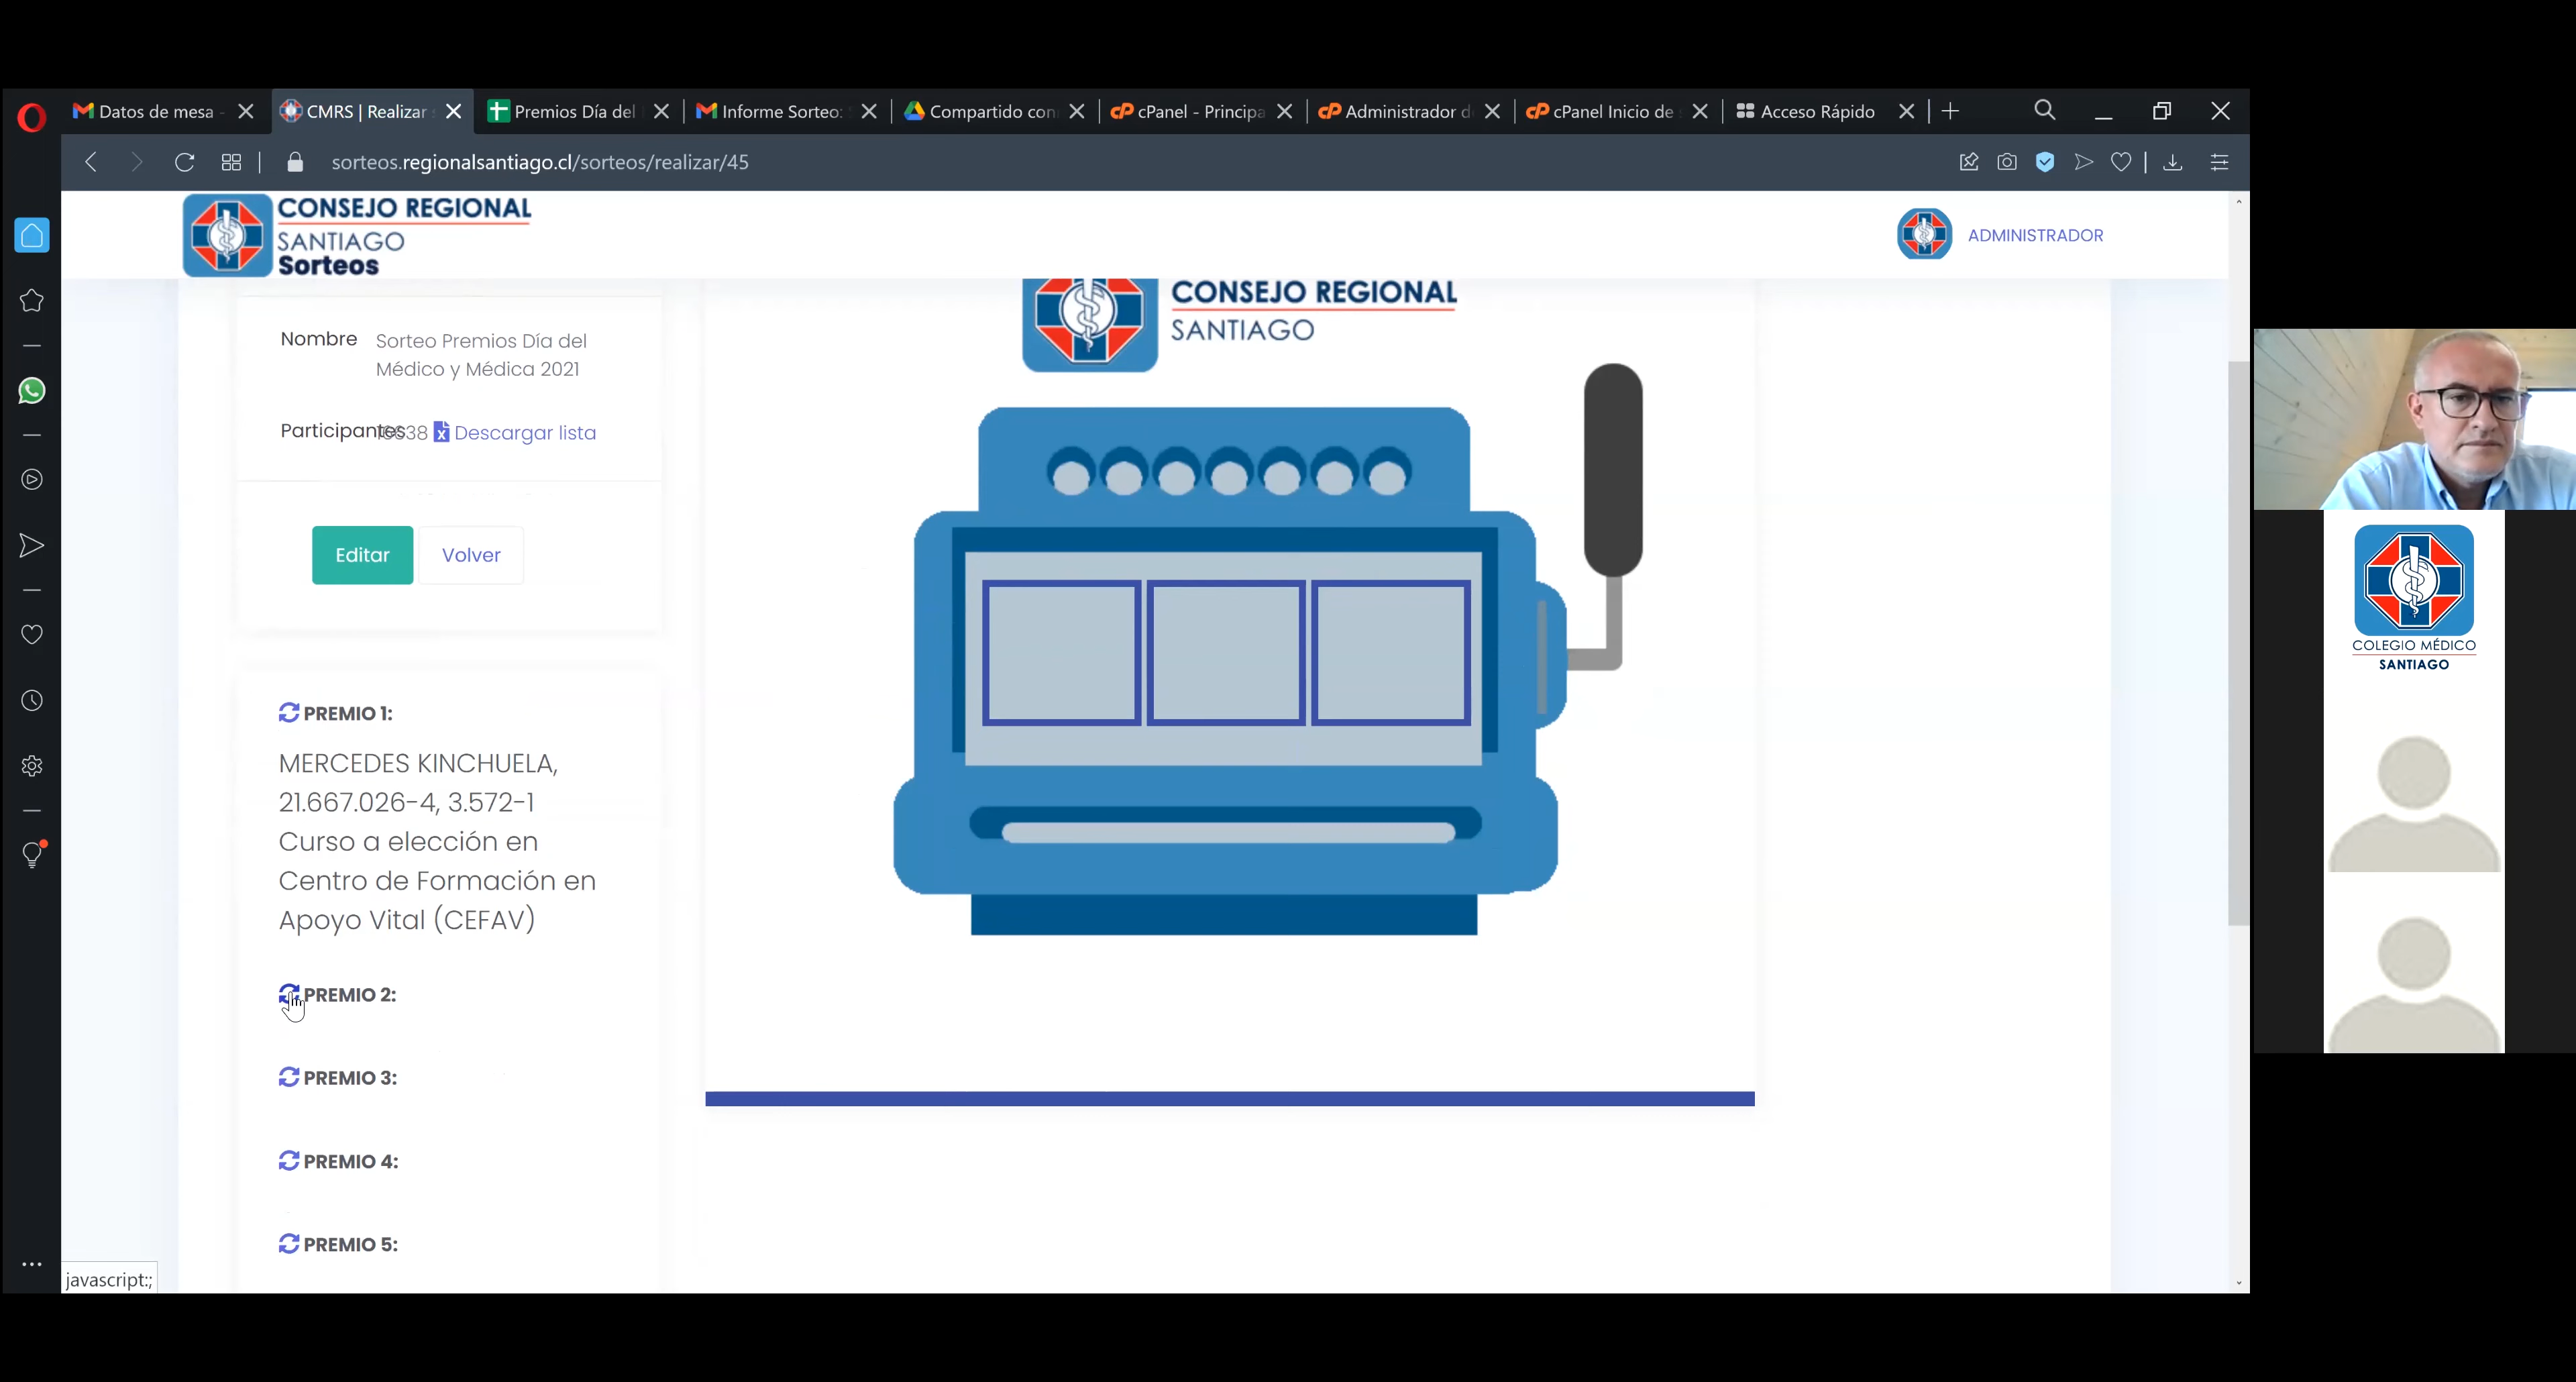 Datos de mesa -
CMRS | Realizar
Premios Día del
Informe Sorteo:
Compartido con
cPanel - Principa
Administrador d
cPanel Inicio de
Acceso Rápido
sorteos.regionalsantiago.cl/sorteos/realizar/45
CONSEJO REGIONAL
SANTIAGO
Sorteos
ADMINISTRADOR
CONSEJO REGIONAL
SANTIAGO
Nombre
Sorteo Premios Día del
Médico y Médica 2021
Participantes
Descargar lista
Editar
Volver
PREMIO 1:
MERCEDES KINCHUELA,
21.667.026-4, 3.572-1
Curso a elección en
Centro de Formación en
Apoyo Vital (CEFAV)
PREMIO 2:
PREMIO 3:
PREMIO 4:
PREMIO 5:
javascript:;
COLEGIO MÉDICO
SANTIAGO